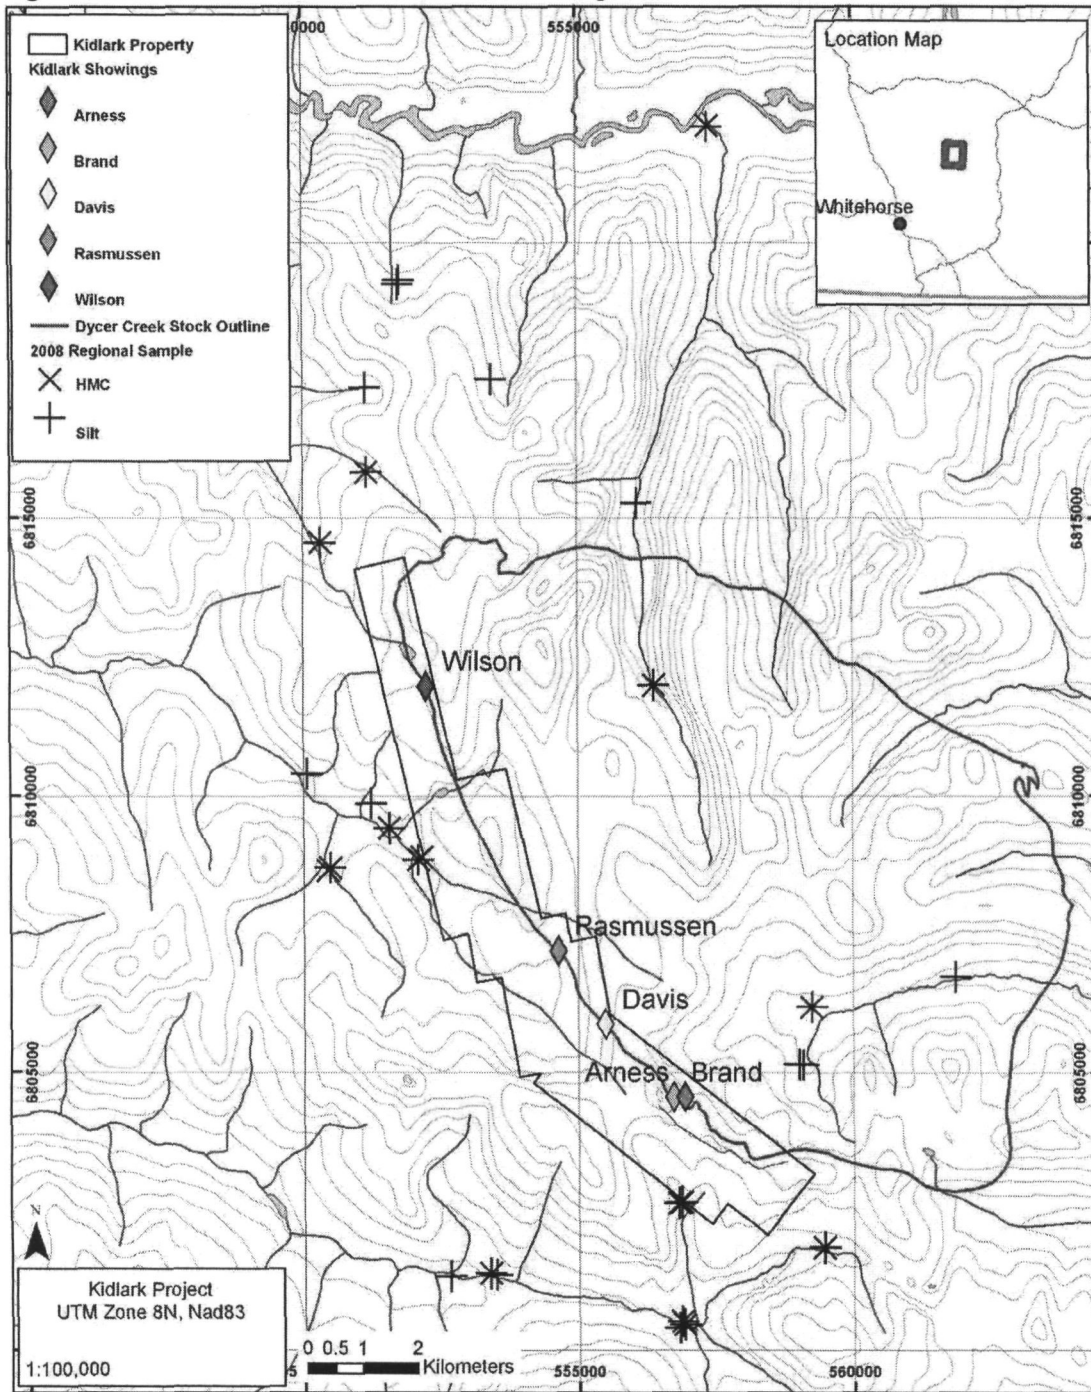 0000
555000
Kidlark Property
Kidlark Showings
Arness
Brand
Davis
Rasmussen
Wilson
Dycer Creek Stock Outline
2008 Regional Sample
HMC
Silt
Location Map
Whitehorse
6815000
6815000
Wilson
6810000
6810000
Rasmussen
Davis
Arness
Brand
6805000
6805000
N
Kidlark Project
UTM Zone 8N, Nad83
1:100,000
0 0.5 1 2
Kilometers
555000
560000